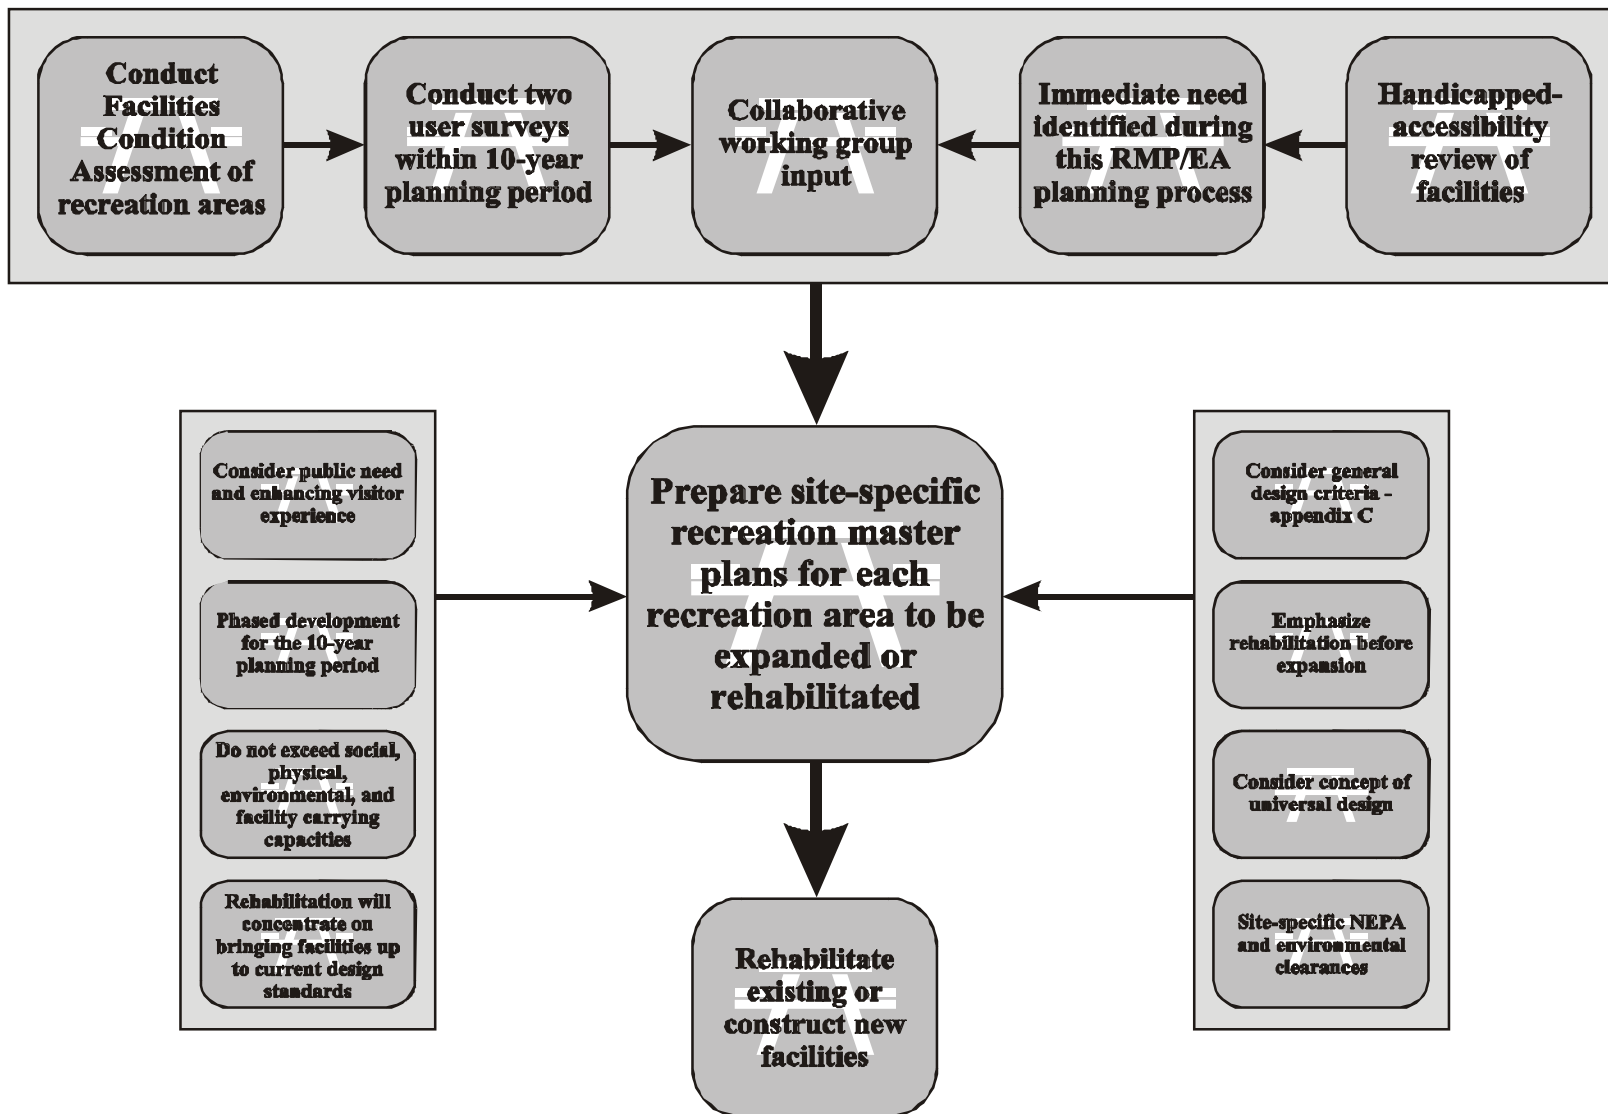 Conduct
Facilities
Condition
Assessment of
recreation areas
Conduct two
user surveys
within 10-year
planning period
Collaborative
working group
input
Immediate need
identified during
this RMP/EA
planning process
Handicapped-
accessibility
review of
facilities
Consider public need
and enhancing visitor
experience
Phased development
for the 10-year
planning period
Do not exceed social,
physical,
environmental, and
facility carrying
capacities
Rehabilitation will
concentrate on
bringing facilities up
to current design
standards
Prepare site-specific
recreation master
plans for each
recreation area to be
expanded or
rehabilitated
Consider general
design criteria -
appendix C
Emphasize
rehabilitation before
expansion
Consider concept of
universal design
Site-specific NEPA
and environmental
clearances
Rehabilitate
existing or
construct new
facilities